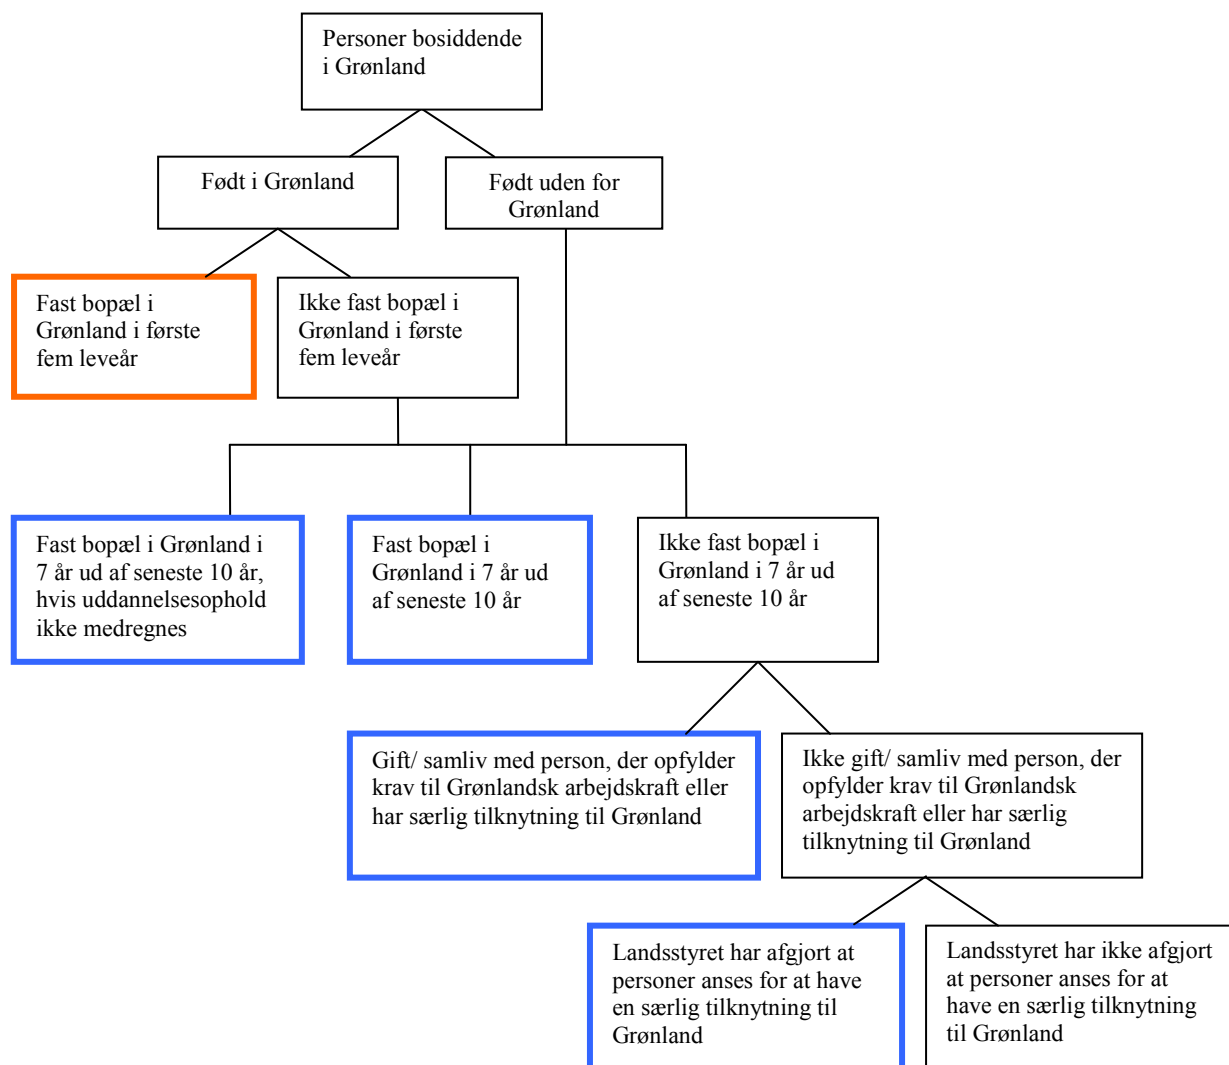 Personer bosiddende
i Grønland
Født i Grønland
Født uden for
Grønland
Fast bopæl i
Grønland i første
fem leveår
Ikke fast bopæl i
Grønland i første
fem leveår
Fast bopæl i Grønland i
7 år ud af seneste 10 år,
hvis uddannelsesophold
ikke medregnes
Fast bopæl i
Grønland i 7 år ud
af seneste 10 år
Ikke fast bopæl i
Grønland i 7 år ud
af seneste 10 år
Gift/ samliv med person, der opfylder
krav til Grønlandsk arbejdskraft eller
har særlig tilknytning til Grønland
Ikke gift/ samliv med person, der
opfylder krav til Grønlandsk
arbejdskraft eller har særlig
tilknytning til Grønland
Landsstyret har afgjort at
personer anses for at have
en særlig tilknytning til
Grønland
Landsstyret har ikke afgjort
at personer anses for at
have en særlig tilknytning
til Grønland